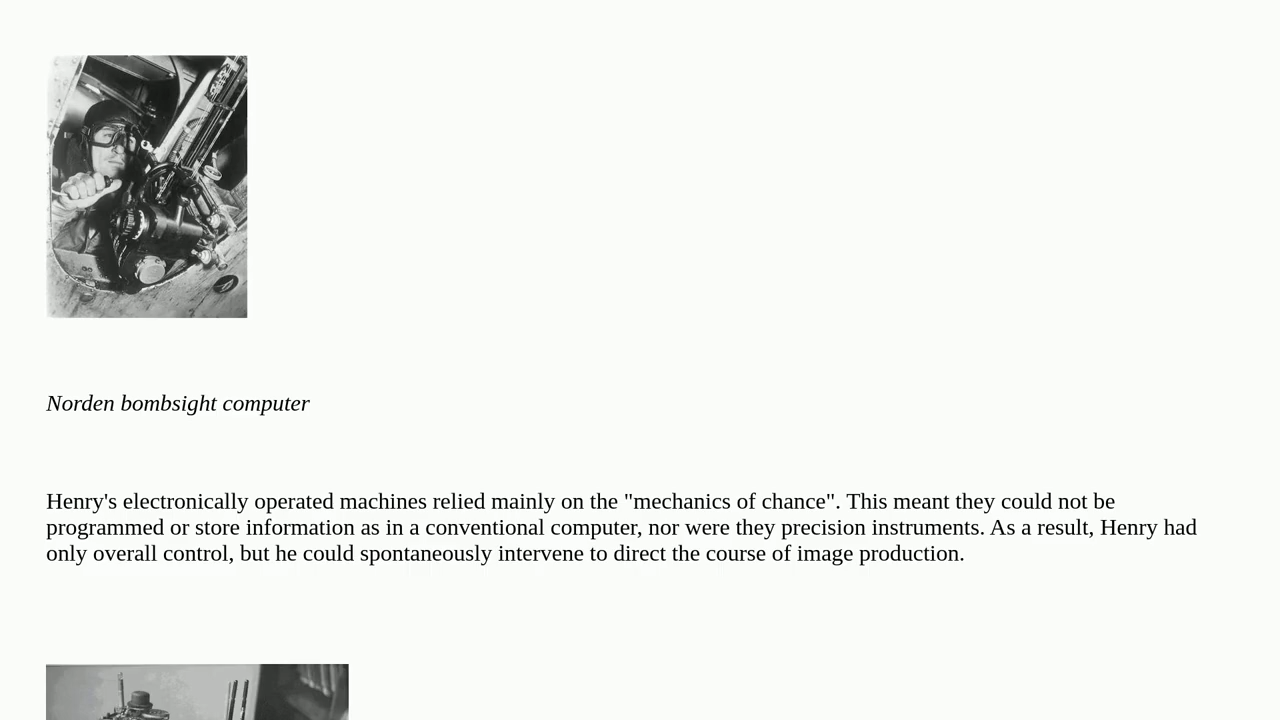 Norden bombsight computer
Henry's electronically operated machines relied mainly on the "mechanics of chance". This meant they could not be
programmed or store information as in a conventional computer, nor were they precision instruments. As a result, Henry had
only overall control, but he could spontaneously intervene to direct the course of image production.